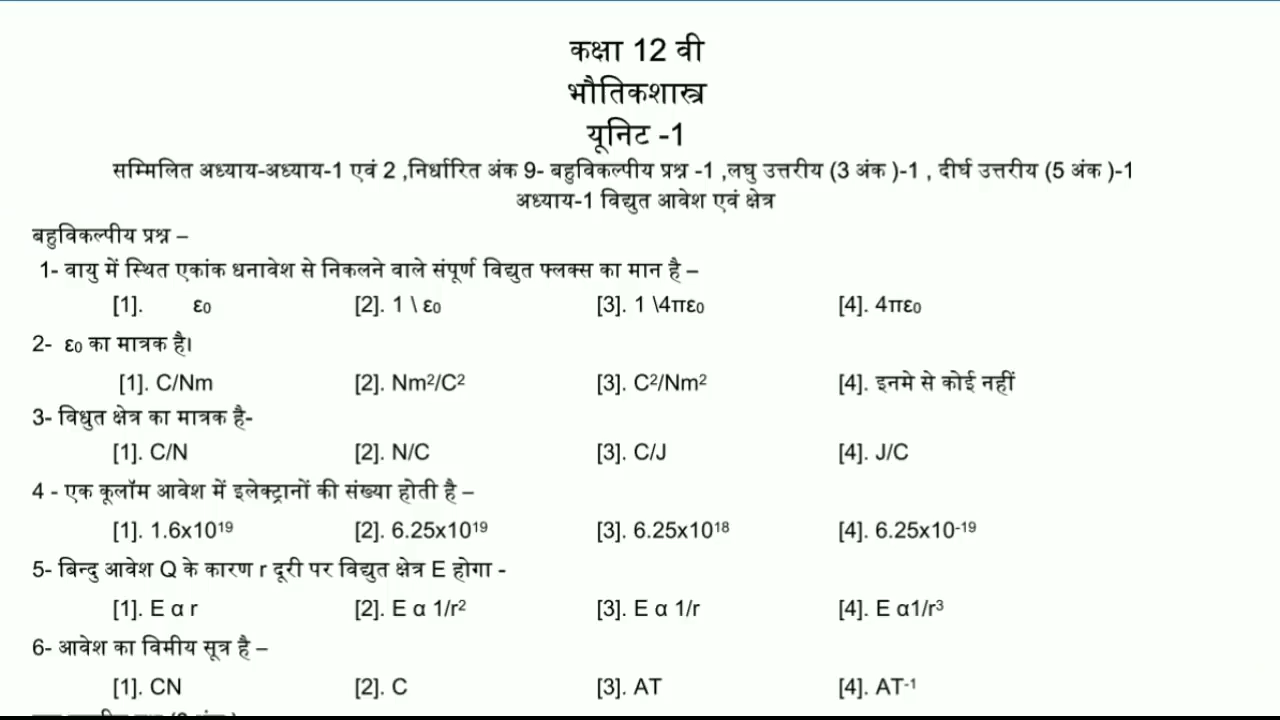 कक्षा 12 वी
भौतिकशास्त्र
यूनिट -1
सम्मिलित अध्याय-अध्याय-1 एवं 2 ,निर्धारित अंक 9- बहुविकल्पीय प्रश्न -1 ,लघु उत्तरीय (3 अंक )-1 , दीर्घ उत्तरीय (5 अंक )-1
अध्याय-1 विद्युत आवेश एवं क्षेत्र
बहुविकल्पीय प्रश्न –
1- वायु में स्थित एकांक धनावेश से निकलने वाले संपूर्ण विद्युत फ्लक्स का मान है –
[1]. ε₀ [2]. 1 \ ε₀ [3]. 1 \4πε₀ [4]. 4πε₀
2- ε₀ का मात्रक है।
[1]. C/Nm [2]. Nm²/C² [3]. C²/Nm² [4]. इनमे से कोई नहीं
3- विधुत क्षेत्र का मात्रक है-
[1]. C/N [2]. N/C [3]. C/J [4]. J/C
4 - एक कूलॉम आवेश में इलेक्ट्रानों की संख्या होती है –
[1]. 1.6x10¹⁹ [2]. 6.25x10¹⁹ [3]. 6.25x10¹⁸ [4]. 6.25x10⁻¹⁹
5- बिन्दु आवेश Q के कारण r दूरी पर विद्युत क्षेत्र E होगा -
[1]. E α r [2]. E α 1/r² [3]. E α 1/r [4]. E α1/r³
6- आवेश का विमीय सूत्र है –
[1]. CN [2]. C [3]. AT [4]. AT⁻¹